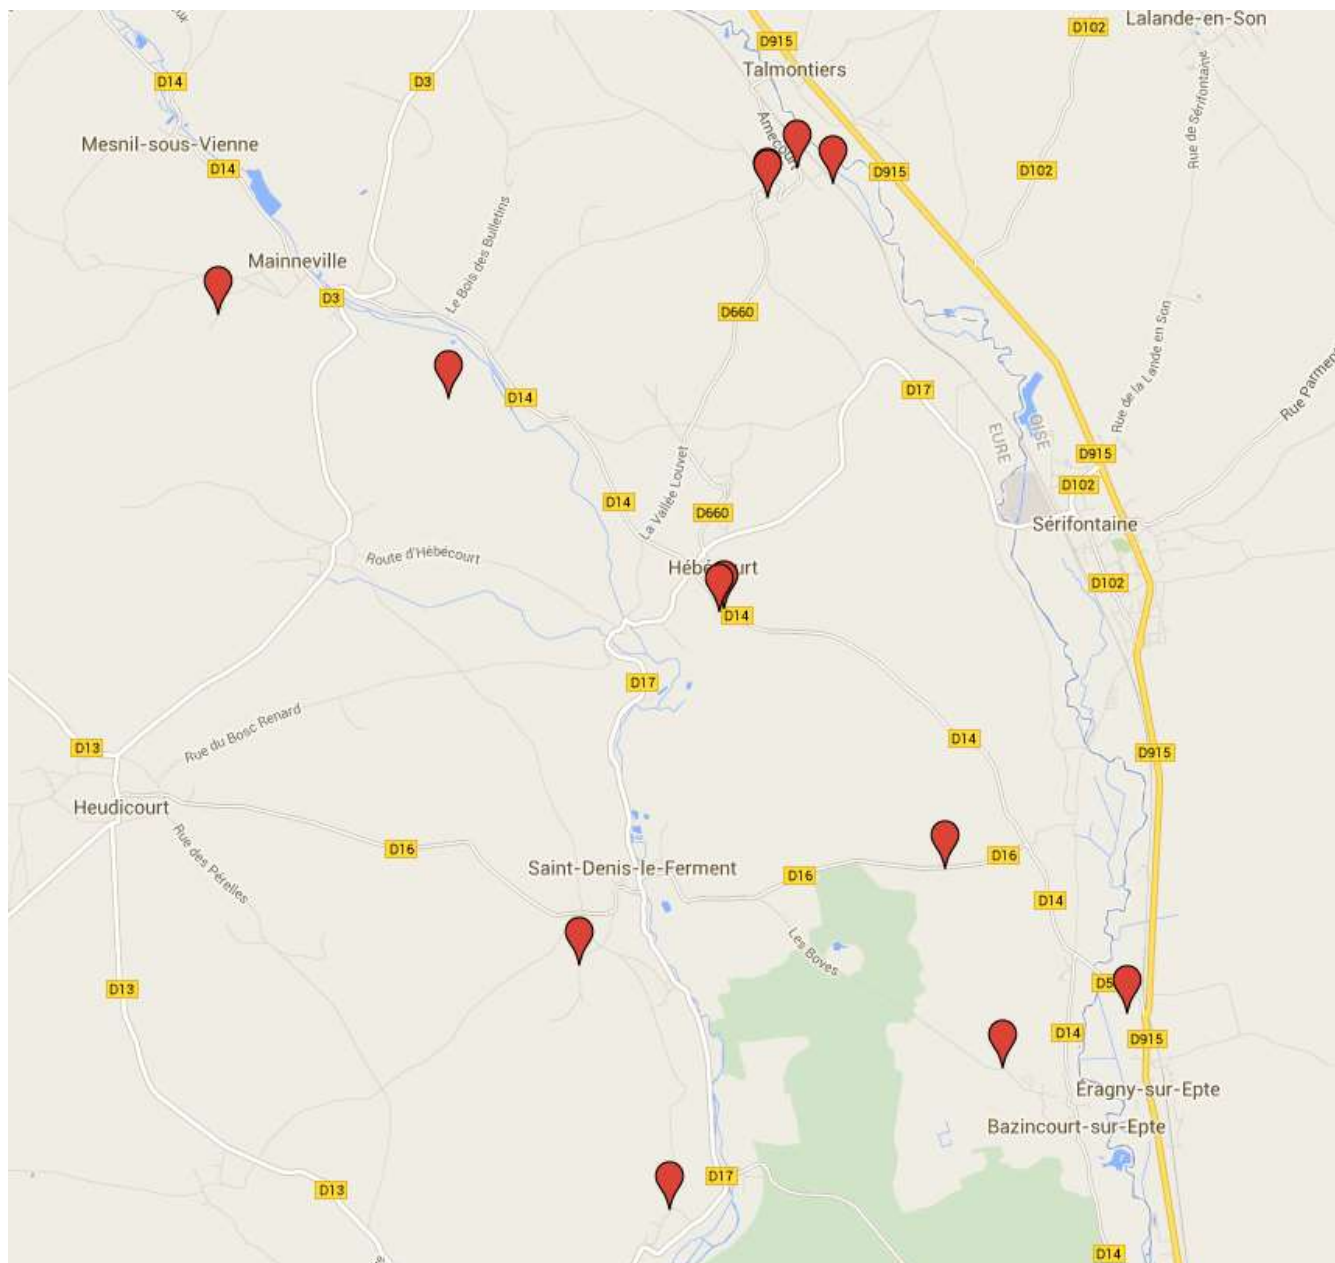 Lalande-en-Son
D102
D915
Talmontiers
D14
D3
Rue de Sérifontaine
Amecourt
Mesnil-sous-Vienne
D14
D102
D915
Le Bois des Bulletins
Mainneville
D3
D660
Rue de la Lande en Son
D17
D14
EURE
OISE
D915
La Vallée Louvet
D102
D14
D660
Sérifontaine
Route d'Hébécourt
Hébécourt
D102
D14
D17
Rue du Bosc Renard
D13
D14
D915
Heudicourt
Rue des Pérelles
D16
D16
Saint-Denis-le-Ferment
D16
D14
Les Boves
D13
D14
D915
Éragny-sur-Epte
Bazincourt-sur-Epte
D17
D13
D14